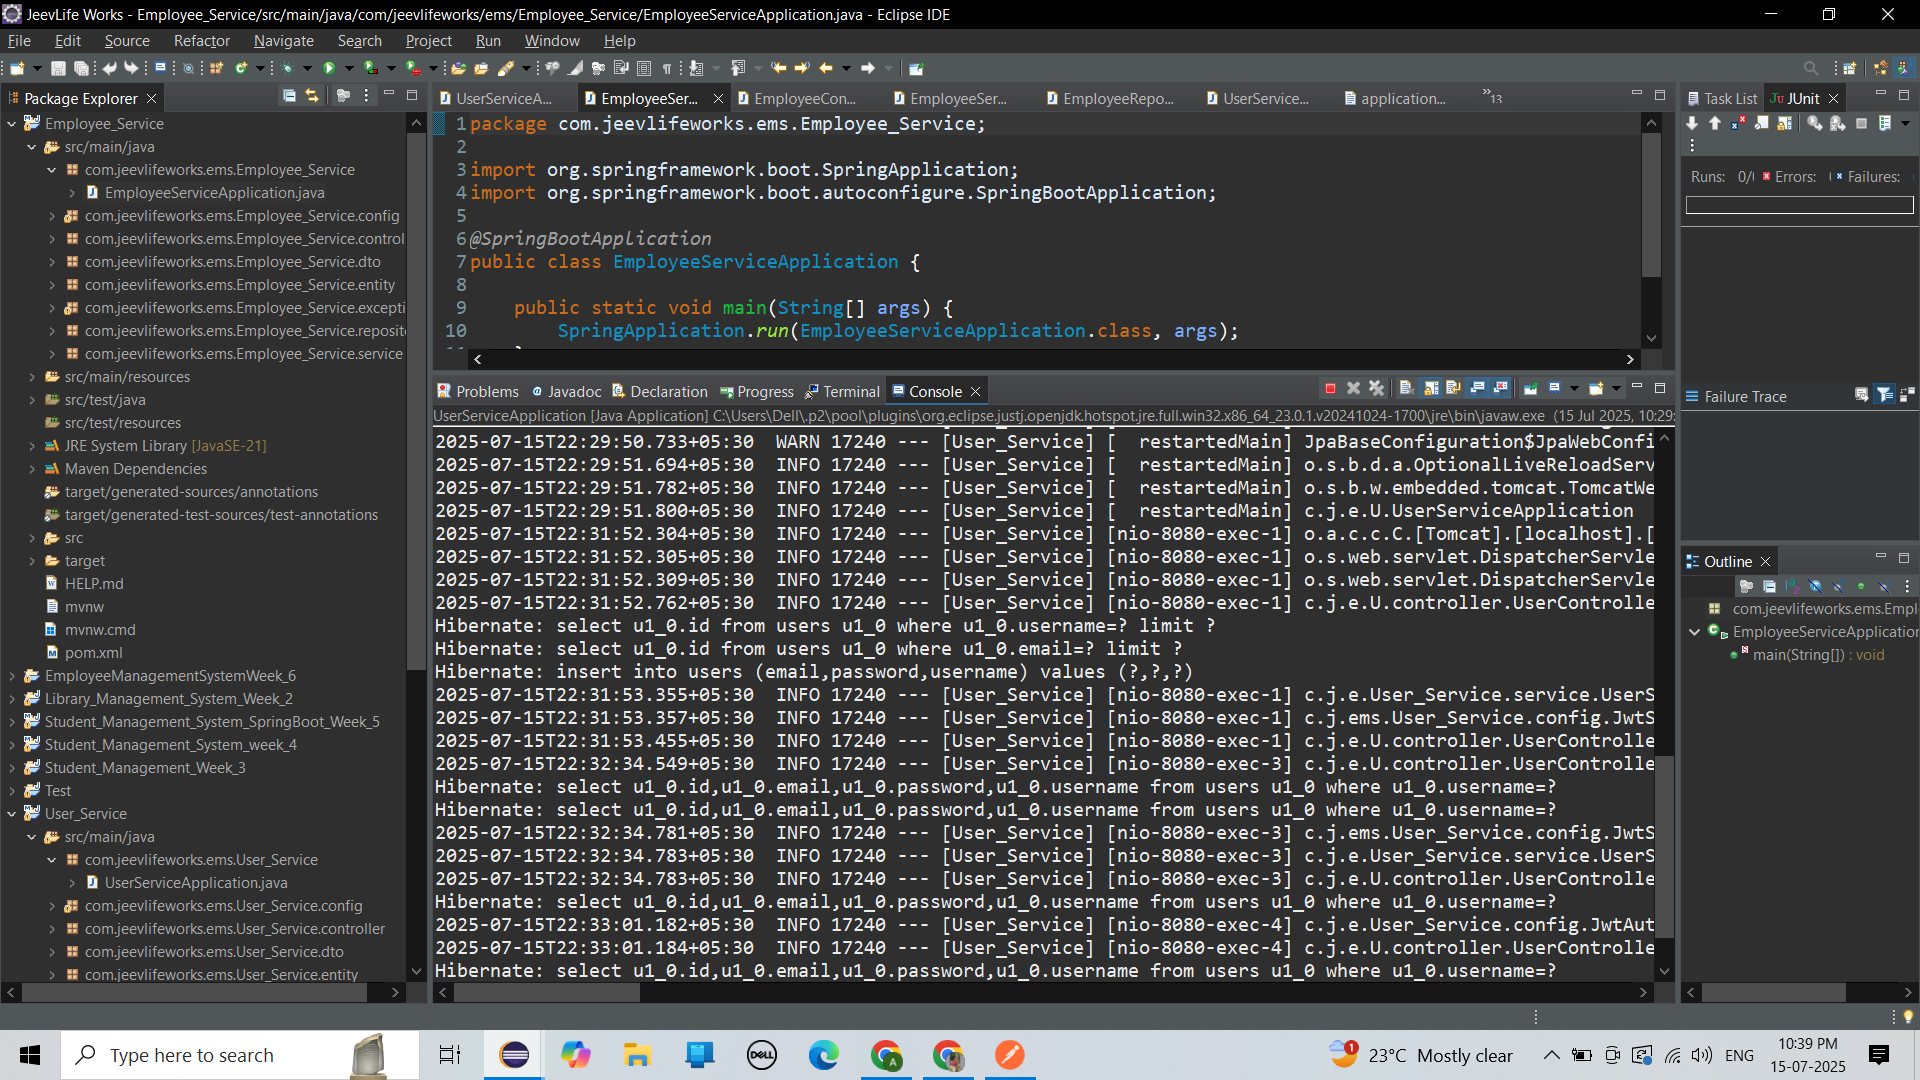 JeevLife Works - Employee_Service/src/main/java/com/jeevlifeworks/ems/Employee_Service/EmployeeServiceApplication.java - Eclipse IDE
File Edit Source Refactor Navigate Search Project Run Window Help
Package Explorer
Employee_Service
src/main/java
com.jeevlifeworks.ems.Employee_Service
EmployeeServiceApplication.java
com.jeevlifeworks.ems.Employee_Service.config
com.jeevlifeworks.ems.Employee_Service.control
com.jeevlifeworks.ems.Employee_Service.dto
com.jeevlifeworks.ems.Employee_Service.entity
com.jeevlifeworks.ems.Employee_Service.excepti
com.jeevlifeworks.ems.Employee_Service.reposit
com.jeevlifeworks.ems.Employee_Service.service
src/main/resources
src/test/java
src/test/resources
JRE System Library [JavaSE-21]
Maven Dependencies
target/generated-sources/annotations
target/generated-test-sources/test-annotations
src
target
HELP.md
mvnw
mvnw.cmd
pom.xml
EmployeeManagementSystemWeek_6
Library_Management_System_Week_2
Student_Management_System_SpringBoot_Week_5
Student_Management_System_week_4
Student_Management_Week_3
Test
User_Service
src/main/java
com.jeevlifeworks.ems.User_Service
UserServiceApplication.java
com.jeevlifeworks.ems.User_Service.config
com.jeevlifeworks.ems.User_Service.controller
com.jeevlifeworks.ems.User_Service.dto
com.jeevlifeworks.ems.User_Service.entity
UserServiceA... EmployeeSer... EmployeeCon... EmployeeSer... EmployeeRepo... UserService... application... »13
1 package com.jeevlifeworks.ems.Employee_Service;
2
3 import org.springframework.boot.SpringApplication;
4 import org.springframework.boot.autoconfigure.SpringBootApplication;
5
6 @SpringBootApplication
7 public class EmployeeServiceApplication {
8
9 public static void main(String[] args) {
10 SpringApplication.run(EmployeeServiceApplication.class, args);
Problems Javadoc Declaration Progress Terminal Console
UserServiceApplication [Java Application] C:\Users\Dell\.p2\pool\plugins\org.eclipse.justj.openjdk.hotspot.jre.full.win32.x86_64_23.0.1.v20241024-1700\jre\bin\javaw.exe (15 Jul 2025, 10:29:
2025-07-15T22:29:50.733+05:30 WARN 17240 --- [User_Service] [ restartedMain] JpaBaseConfiguration$JpaWebConfi
2025-07-15T22:29:51.694+05:30 INFO 17240 --- [User_Service] [ restartedMain] o.s.b.d.a.OptionalLiveReloadServ
2025-07-15T22:29:51.782+05:30 INFO 17240 --- [User_Service] [ restartedMain] o.s.b.w.embedded.tomcat.TomcatWe
2025-07-15T22:29:51.800+05:30 INFO 17240 --- [User_Service] [ restartedMain] c.j.e.U.UserServiceApplication
2025-07-15T22:31:52.304+05:30 INFO 17240 --- [User_Service] [nio-8080-exec-1] o.a.c.c.C.[Tomcat].[localhost].[
2025-07-15T22:31:52.305+05:30 INFO 17240 --- [User_Service] [nio-8080-exec-1] o.s.web.servlet.DispatcherServle
2025-07-15T22:31:52.309+05:30 INFO 17240 --- [User_Service] [nio-8080-exec-1] o.s.web.servlet.DispatcherServle
2025-07-15T22:31:52.762+05:30 INFO 17240 --- [User_Service] [nio-8080-exec-1] c.j.e.U.controller.UserControlle
Hibernate: select u1_0.id from users u1_0 where u1_0.username=? limit ?
Hibernate: select u1_0.id from users u1_0 where u1_0.email=? limit ?
Hibernate: insert into users (email,password,username) values (?,?,?)
2025-07-15T22:31:53.355+05:30 INFO 17240 --- [User_Service] [nio-8080-exec-1] c.j.e.User_Service.service.UserS
2025-07-15T22:31:53.357+05:30 INFO 17240 --- [User_Service] [nio-8080-exec-1] c.j.ems.User_Service.config.JwtS
2025-07-15T22:31:53.455+05:30 INFO 17240 --- [User_Service] [nio-8080-exec-1] c.j.e.U.controller.UserControlle
2025-07-15T22:32:34.549+05:30 INFO 17240 --- [User_Service] [nio-8080-exec-3] c.j.e.U.controller.UserControlle
Hibernate: select u1_0.id,u1_0.email,u1_0.password,u1_0.username from users u1_0 where u1_0.username=?
Hibernate: select u1_0.id,u1_0.email,u1_0.password,u1_0.username from users u1_0 where u1_0.username=?
2025-07-15T22:32:34.781+05:30 INFO 17240 --- [User_Service] [nio-8080-exec-3] c.j.ems.User_Service.config.JwtS
2025-07-15T22:32:34.783+05:30 INFO 17240 --- [User_Service] [nio-8080-exec-3] c.j.e.User_Service.service.UserS
2025-07-15T22:32:34.783+05:30 INFO 17240 --- [User_Service] [nio-8080-exec-3] c.j.e.U.controller.UserControlle
Hibernate: select u1_0.id,u1_0.email,u1_0.password,u1_0.username from users u1_0 where u1_0.username=?
2025-07-15T22:33:01.182+05:30 INFO 17240 --- [User_Service] [nio-8080-exec-4] c.j.e.User_Service.config.JwtAut
2025-07-15T22:33:01.184+05:30 INFO 17240 --- [User_Service] [nio-8080-exec-4] c.j.e.U.controller.UserControlle
Hibernate: select u1_0.id,u1_0.email,u1_0.password,u1_0.username from users u1_0 where u1_0.username=?
Task List JUnit
Runs: 0/ Errors: Failures:
Failure Trace
Outline
com.jeevlifeworks.ems.Empl
EmployeeServiceApplication
main(String[]) : void
Type here to search
DELL
A
1
23°C Mostly clear
ENG
10:39 PM
15-07-2025